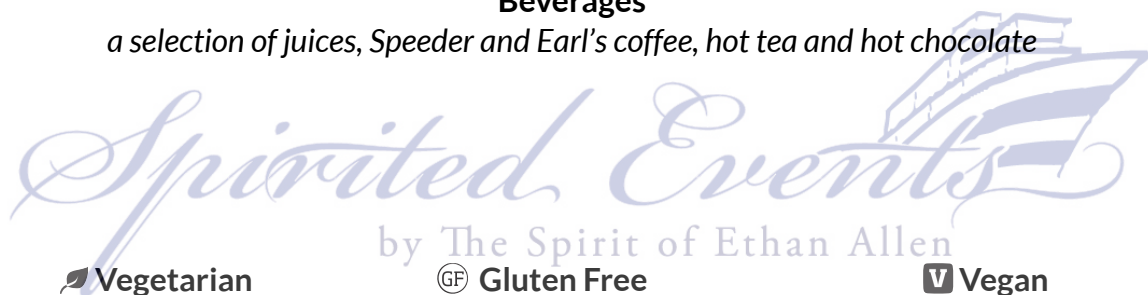 Beverages
a selection of juices, Speeder and Earl's coffee, hot tea and hot chocolate
Spirited Events
by The Spirit of Ethan Allen
Vegetarian GF Gluten Free V Vegan